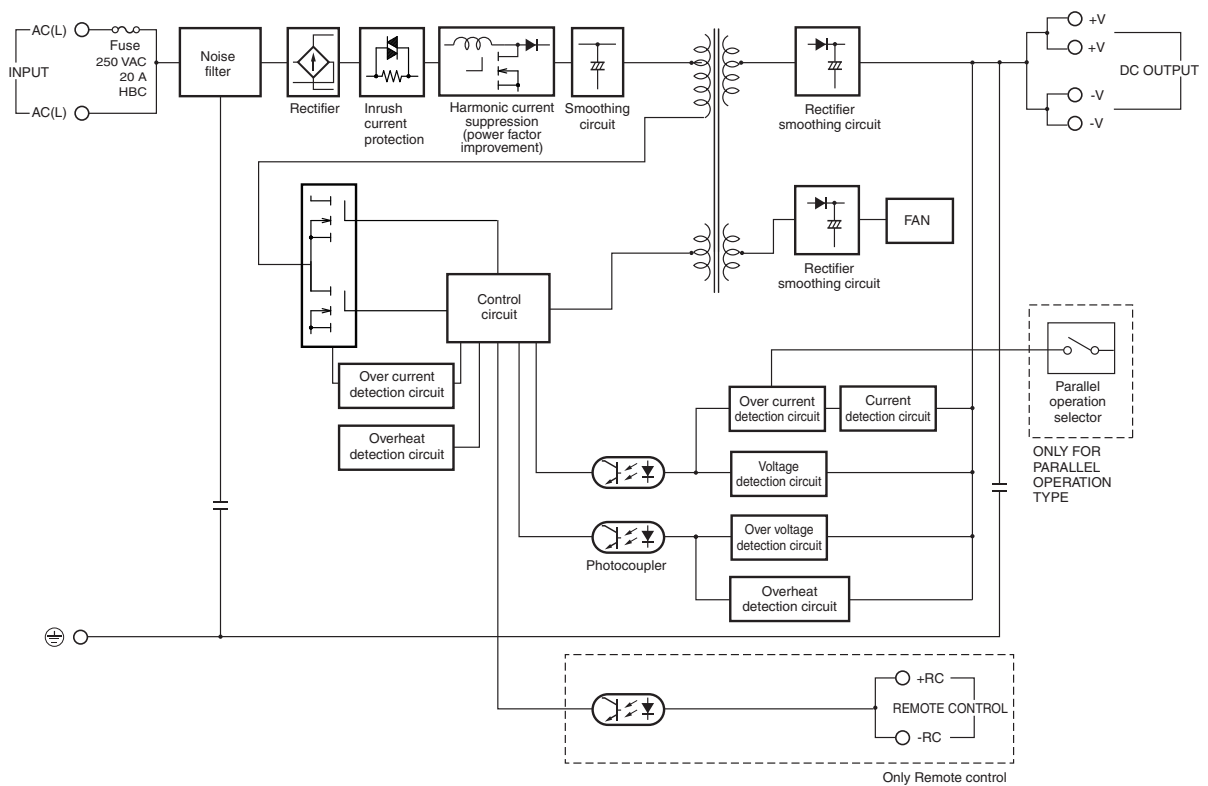 AC(L)
Fuse
250 VAC
20 A
HBC
INPUT
AC(L)
Noise
filter
Rectifier
Inrush
current
protection
Harmonic current
suppression
(power factor
improvement)
Smoothing
circuit
Rectifier
smoothing circuit
+V
+V
DC OUTPUT
-V
-V
Rectifier
smoothing circuit
FAN
Control
circuit
Over current
detection circuit
Overheat
detection circuit
Over current
detection circuit
Current
detection circuit
Parallel
operation
selector
ONLY FOR
PARALLEL
OPERATION
TYPE
Voltage
detection circuit
Over voltage
detection circuit
Photocoupler
Overheat
detection circuit
+RC
REMOTE CONTROL
-RC
Only Remote control